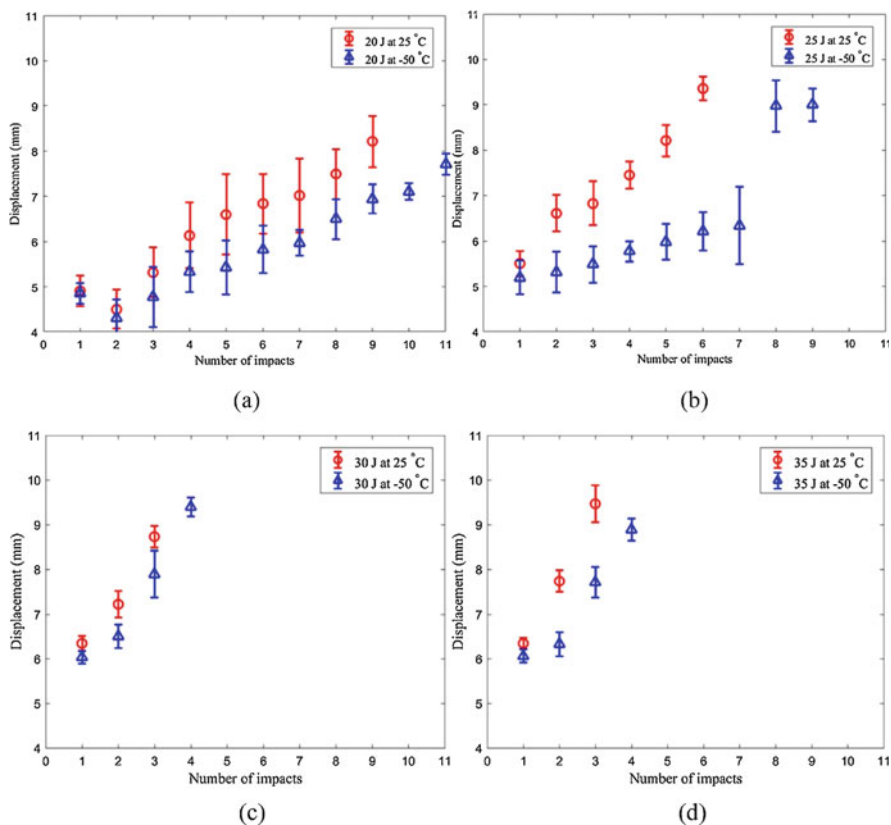 11
10
9
8
7
6
5
4
Displacement (mm)
20 J at 25 °C
20 J at -50 °C
0 1 2 3 4 5 6 7 8 9 10 11
Number of impacts
(a)
11
10
9
8
7
6
5
4
Displacement (mm)
25 J at 25 °C
25 J at -50 °C
0 1 2 3 4 5 6 7 8 9 10 11
Number of impacts
(b)
11
10
9
8
7
6
5
4
Displacement (mm)
30 J at 25 °C
30 J at -50 °C
0 1 2 3 4 5 6 7 8 9 10 11
Number of impacts
(c)
11
10
9
8
7
6
5
4
Displacement (mm)
35 J at 25 °C
35 J at -50 °C
0 1 2 3 4 5 6 7 8 9 10 11
Number of impacts
(d)